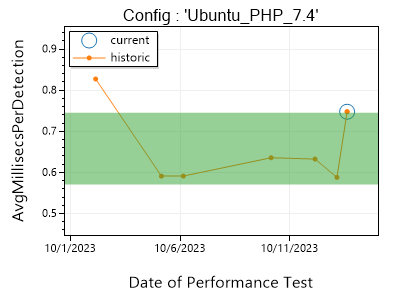 Config : 'Ubuntu_PHP_7.4'
current
historic
AvgMillisecsPerDetection
0.9
0.8
0.7
0.6
0.5
10/1/2023
10/6/2023
10/11/2023
Date of Performance Test